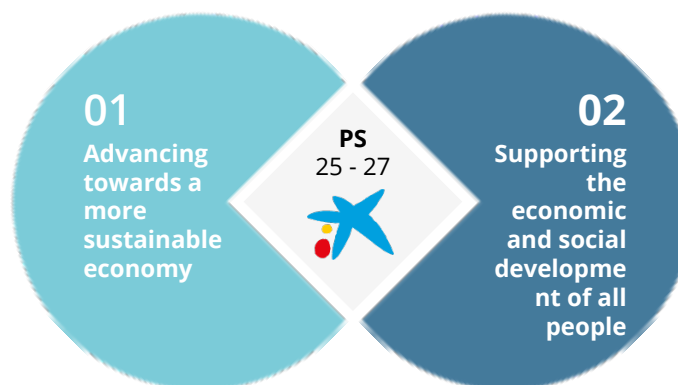 01
Advancing
towards a
more
sustainable
economy
PS
25 - 27
02
Supporting
the
economic
and social
developme
nt of all
people